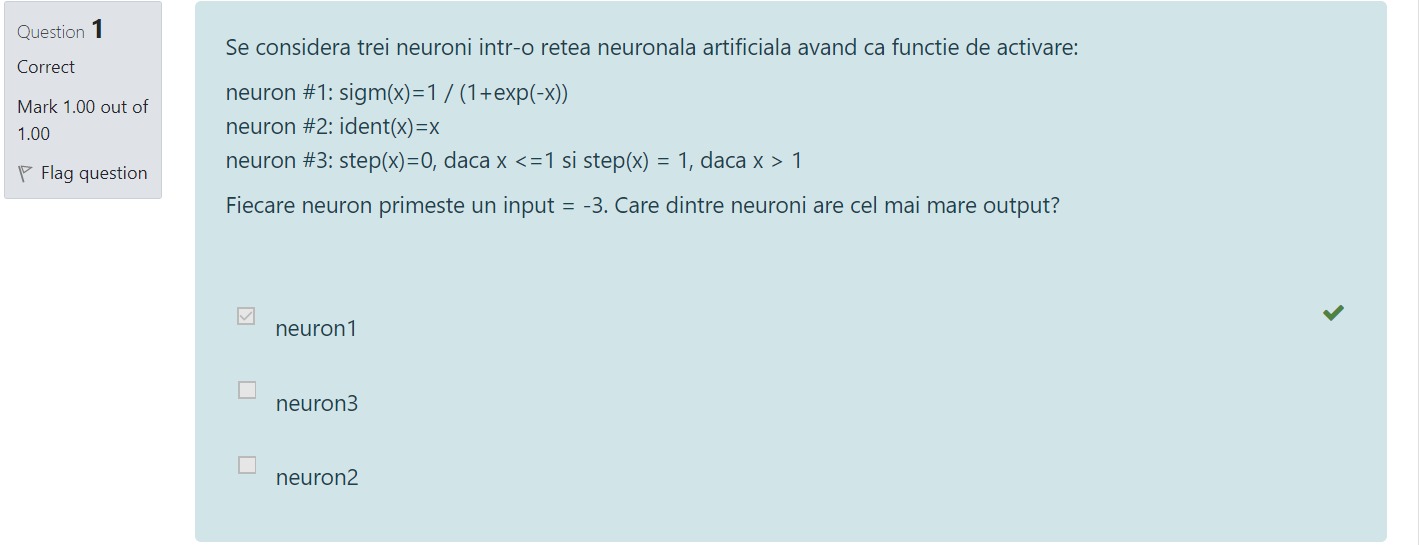 Question 1
Correct
Mark 1.00 out of
1.00
Flag question
Se considera trei neuroni intr-o retea neuronala artificiala avand ca functie de activare:
neuron #1: sigm(x)=1 / (1+exp(-x))
neuron #2: ident(x)=x
neuron #3: step(x)=0, daca x <=1 si step(x) = 1, daca x > 1
Fiecare neuron primeste un input = -3. Care dintre neuroni are cel mai mare output?
neuron1
neuron3
neuron2